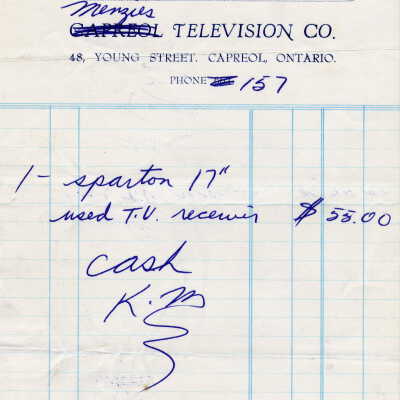 Menzies
CAPREOL TELEVISION CO.
48, YOUNG STREET, CAPREOL, ONTARIO.
PHONE 157
1 - sparton 17"
used T.V. receiver $55.00
cash
K.M